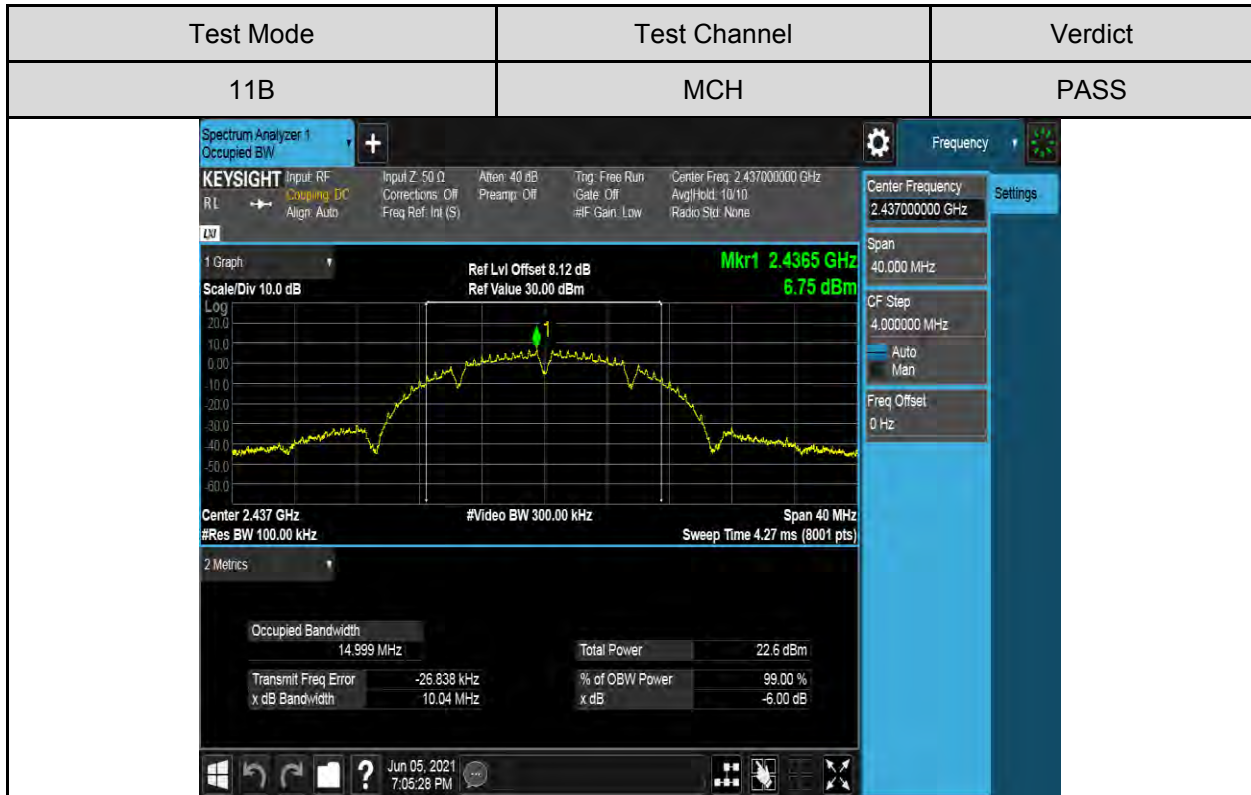 Test Mode Test Channel Verdict
11B MCH PASS
Spectrum Analyzer 1
Occupied BW
+
Frequency
KEYSIGHT
Input: RF
Coupling: DC
Align: Auto
Input Z: 50 Ω
Corrections: Off
Freq Ref: Int (S)
Atten: 40 dB
Preamp: Off
Trig: Free Run
Gate: Off
#IF Gain: Low
Center Freq: 2.437000000 GHz
Avg|Hold: 10/10
Radio Std: None
LXI
Center Frequency
2.437000000 GHz
Settings
Span
40.000 MHz
CF Step
4.000000 MHz
Auto
Man
Freq Offset
0 Hz
1 Graph
Scale/Div 10.0 dB
Ref Lvl Offset 8.12 dB
Ref Value 30.00 dBm
Mkr1 2.4365 GHz
6.75 dBm
Log
20.0
10.0
0.00
-10.0
-20.0
-30.0
-40.0
-50.0
-60.0
1
Center 2.437 GHz
#Res BW 100.00 kHz
#Video BW 300.00 kHz
Span 40 MHz
Sweep Time 4.27 ms (8001 pts)
2 Metrics
Occupied Bandwidth
14.999 MHz
Total Power 22.6 dBm
Transmit Freq Error -26.838 kHz
% of OBW Power 99.00 %
x dB Bandwidth 10.04 MHz
x dB -6.00 dB
?
Jun 05, 2021
7:05:28 PM